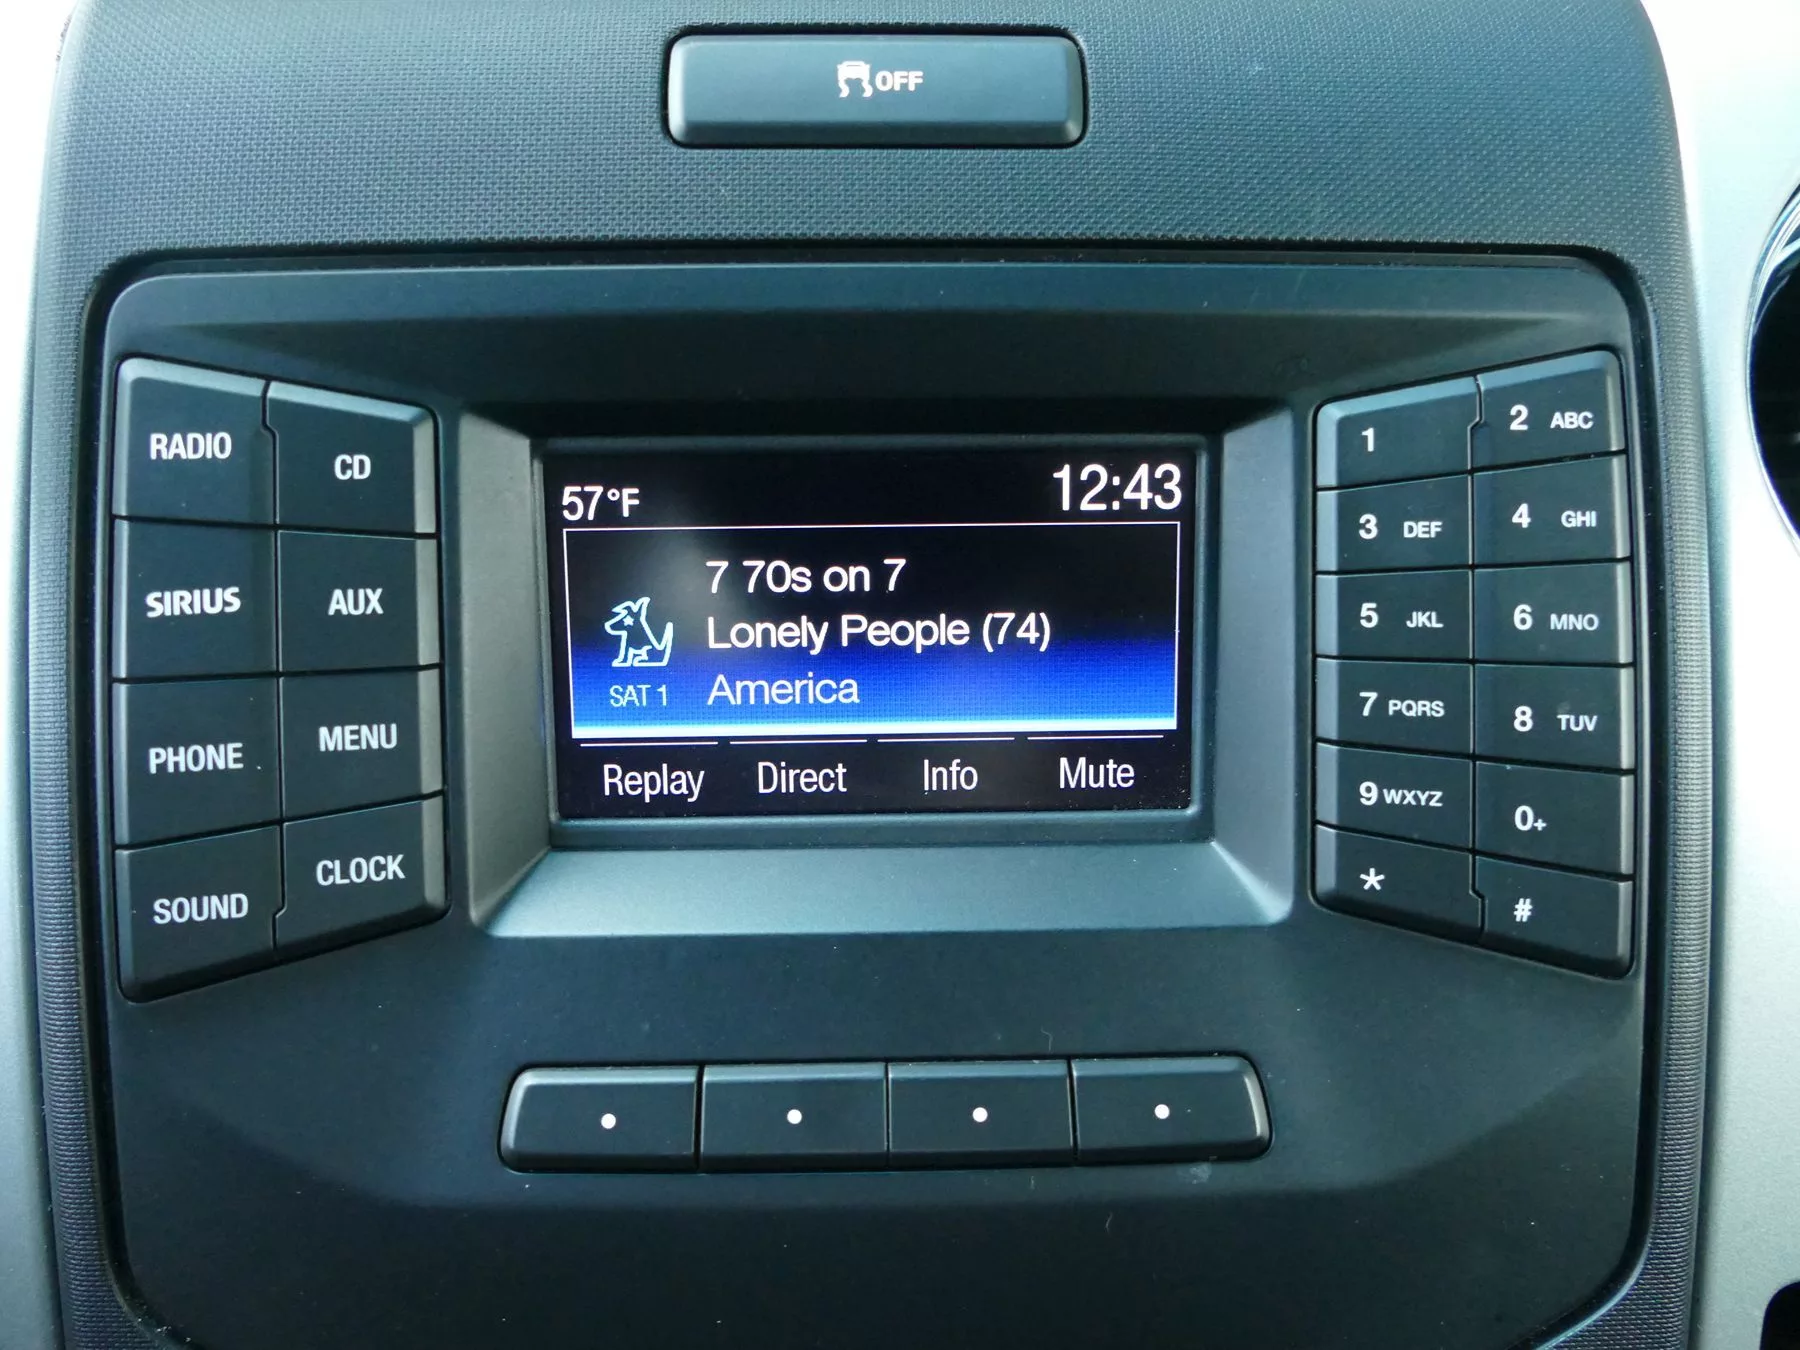 OFF
RADIO
CD
SIRIUS
AUX
PHONE
MENU
SOUND
CLOCK
57°F
12:43
7 70s on 7
Lonely People (74)
SAT 1
America
Replay Direct Info Mute
1
2 ABC
3 DEF
4 GHI
5 JKL
6 MNO
7 PQRS
8 TUV
9 WXYZ
0+
*
#